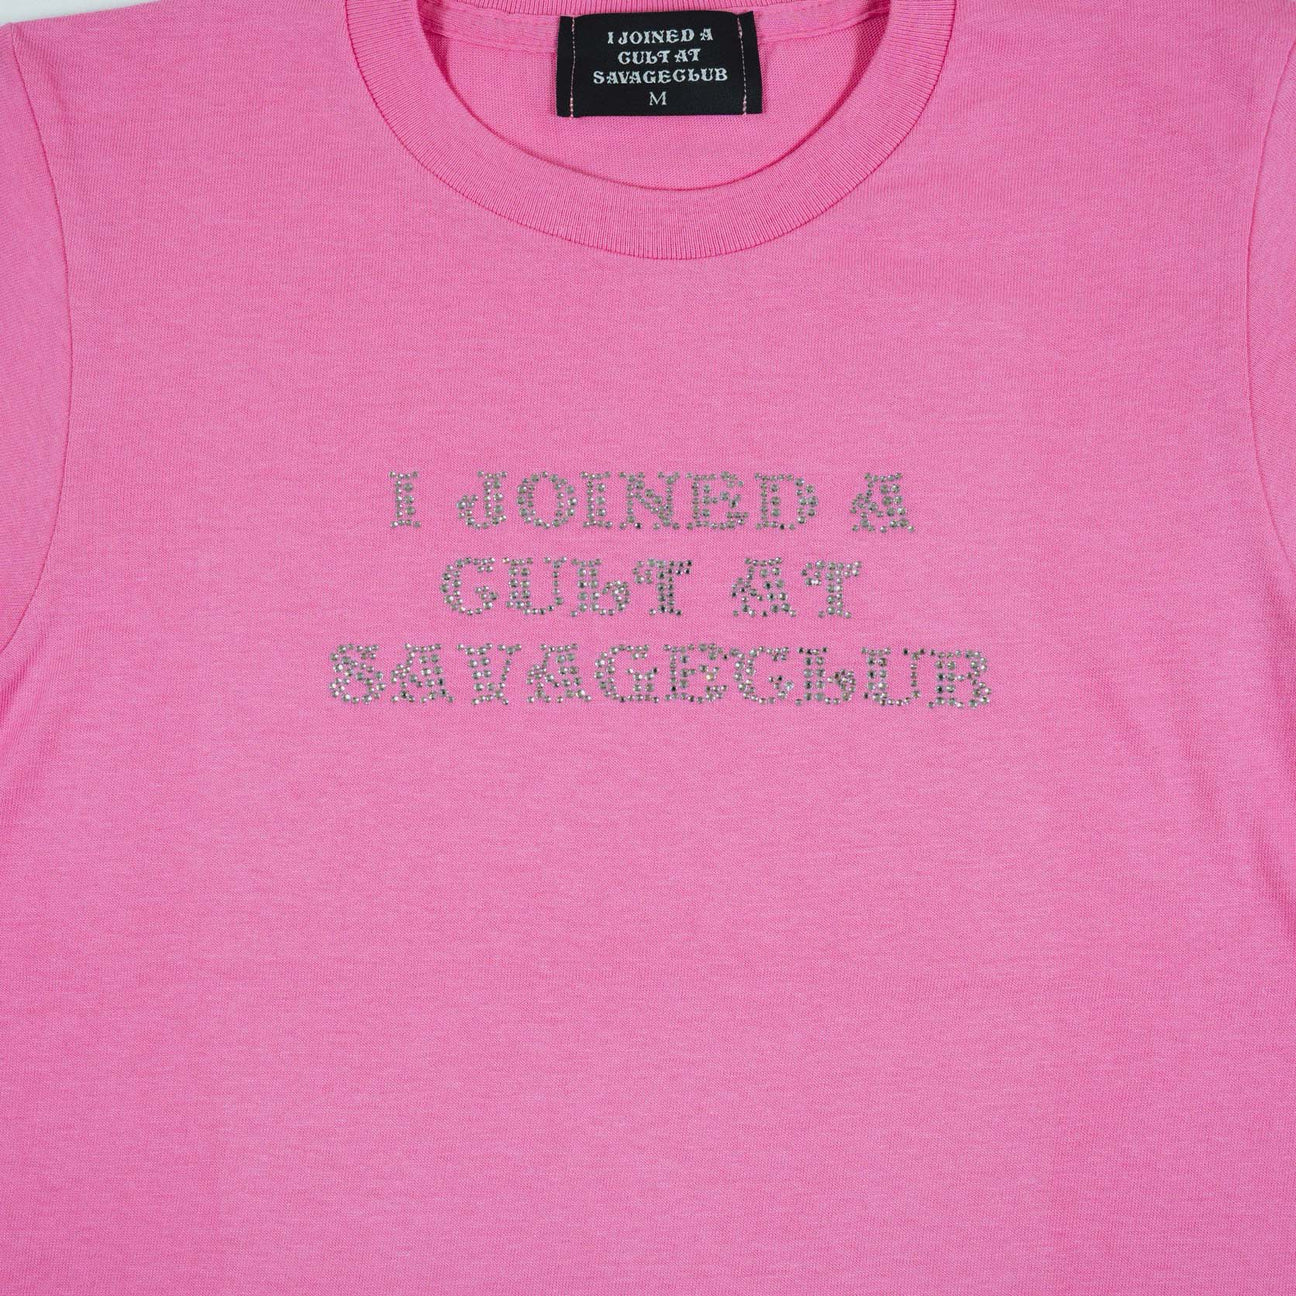 I JOINED A
CULT AT
SAVAGECLUB
M
I JOINED A
CULT AT
SAVAGECLUB